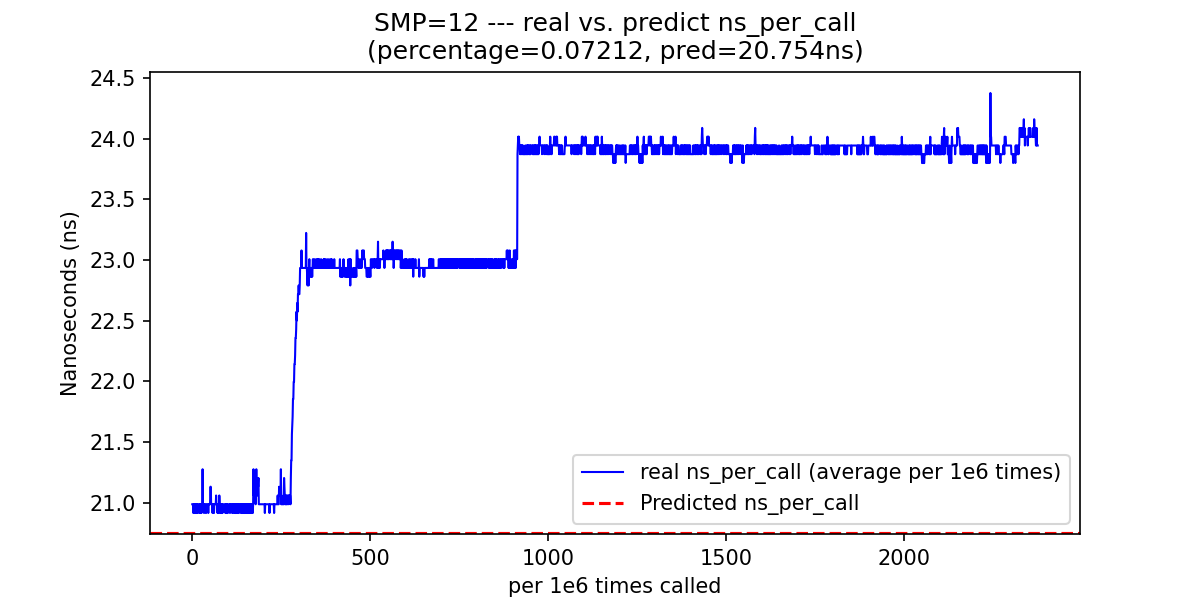 SMP=12 --- real vs. predict ns_per_call
(percentage=0.07212, pred=20.754ns)
Nanoseconds (ns)
24.5
24.0
23.5
23.0
22.5
22.0
21.5
21.0
real ns_per_call (average per 1e6 times)
Predicted ns_per_call
0
500
1000
1500
2000
per 1e6 times called